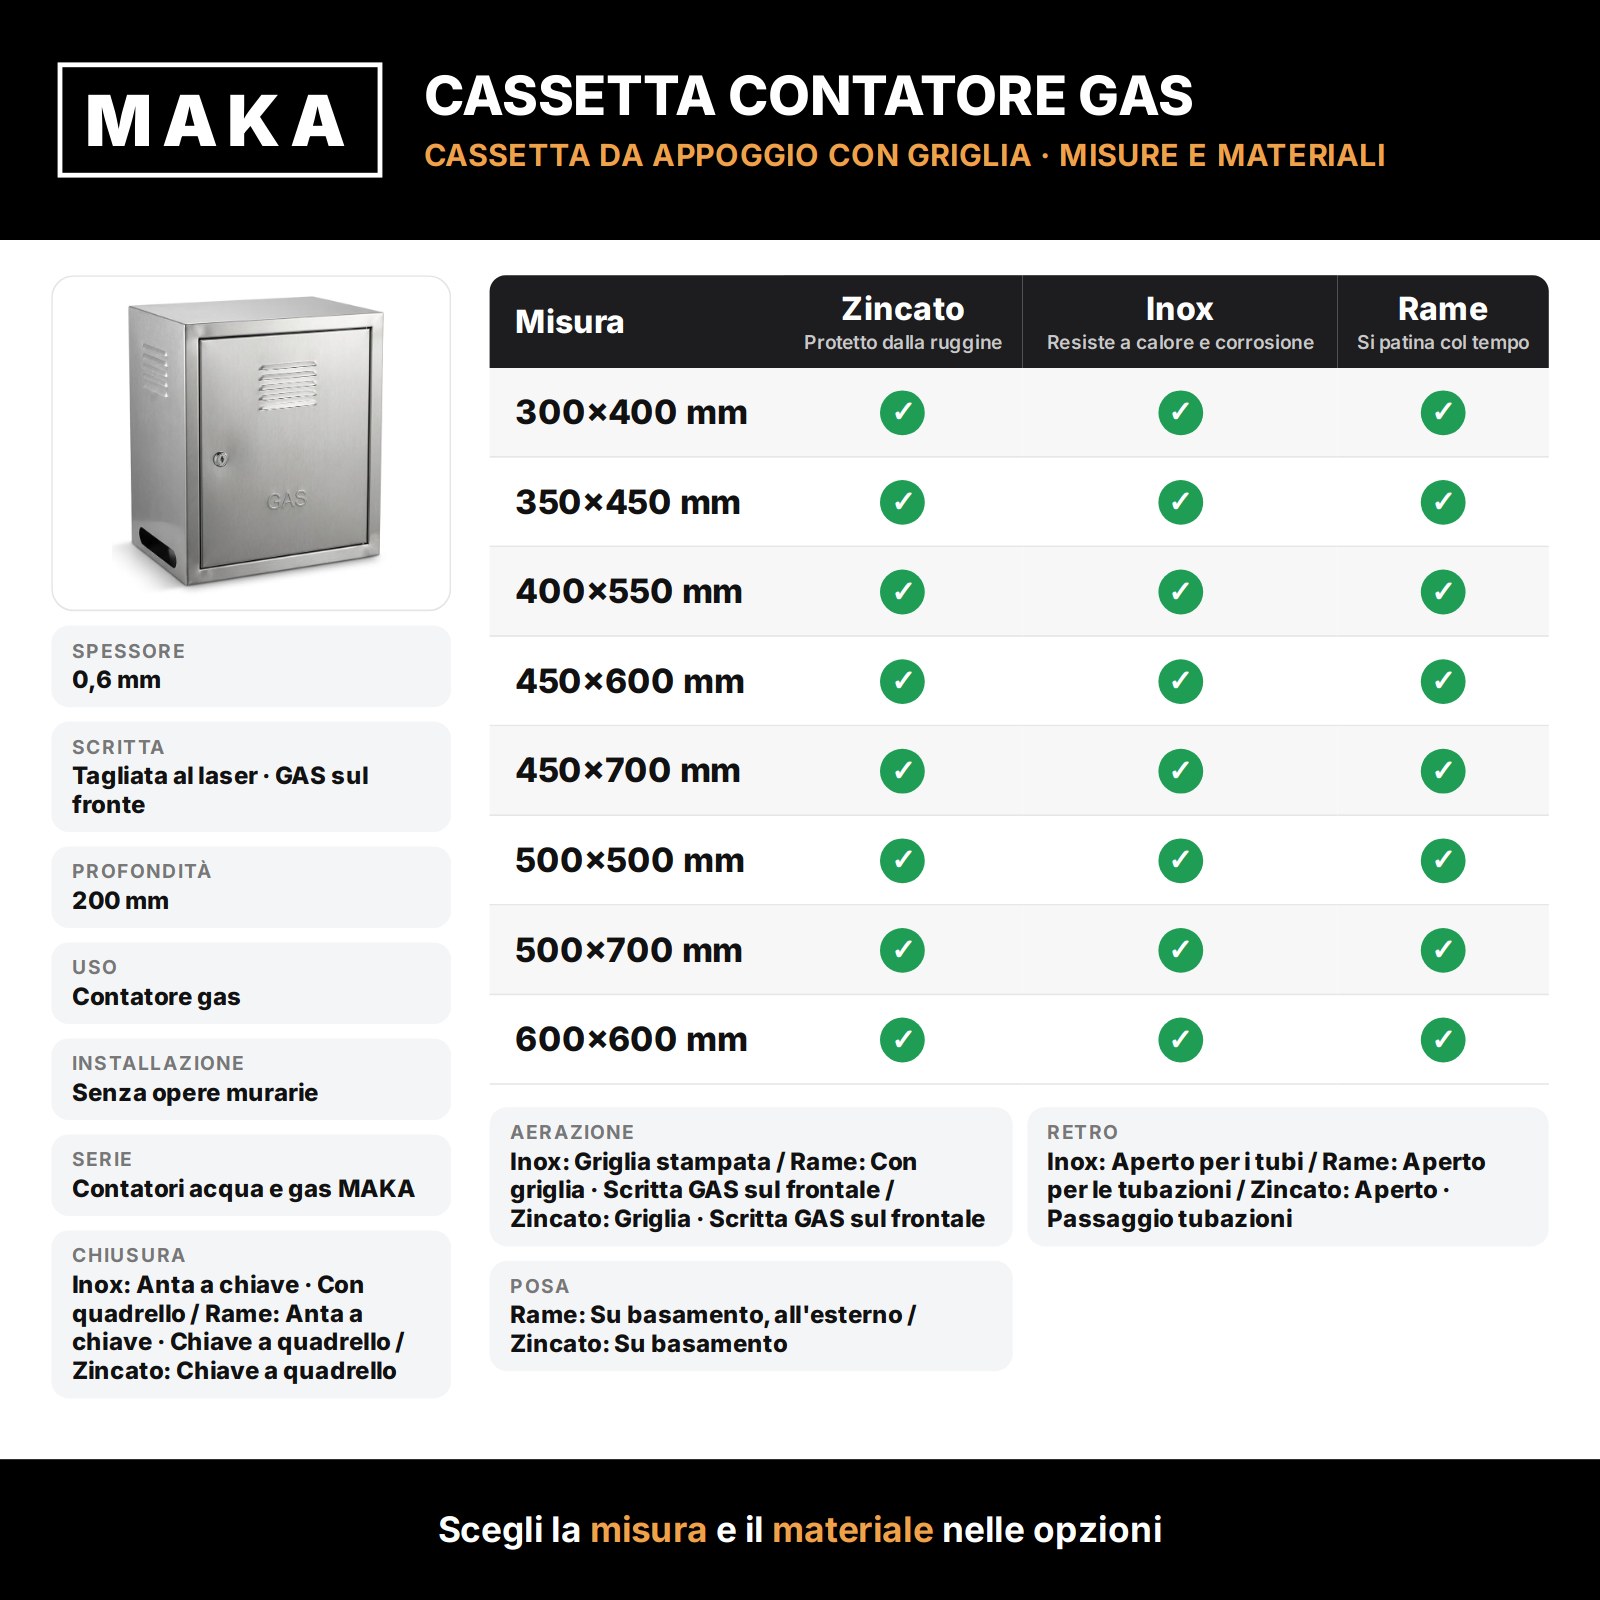 MAKA
CASSETTA CONTATORE GAS
CASSETTA DA APPOGGIO CON GRIGLIA · MISURE E MATERIALI
GAS
SPESSORE
0,6 mm
SCRITTA
Tagliata al laser · GAS sul
fronte
PROFONDITÀ
200 mm
USO
Contatore gas
INSTALLAZIONE
Senza opere murarie
SERIE
Contatori acqua e gas MAKA
CHIUSURA
Inox: Anta a chiave · Con
quadrello / Rame: Anta a
chiave · Chiave a quadrello /
Zincato: Chiave a quadrello
Misura Zincato Inox Rame
Protetto dalla ruggine Resiste a calore e corrosione Si patina col tempo
300×400 mm ✓ ✓ ✓
350×450 mm ✓ ✓ ✓
400×550 mm ✓ ✓ ✓
450×600 mm ✓ ✓ ✓
450×700 mm ✓ ✓ ✓
500×500 mm ✓ ✓ ✓
500×700 mm ✓ ✓ ✓
600×600 mm ✓ ✓ ✓
AERAZIONE
Inox: Griglia stampata / Rame: Con
griglia · Scritta GAS sul frontale /
Zincato: Griglia · Scritta GAS sul frontale
RETRO
Inox: Aperto per i tubi / Rame: Aperto
per le tubazioni / Zincato: Aperto ·
Passaggio tubazioni
POSA
Rame: Su basamento, all'esterno /
Zincato: Su basamento
Scegli la misura e il materiale nelle opzioni